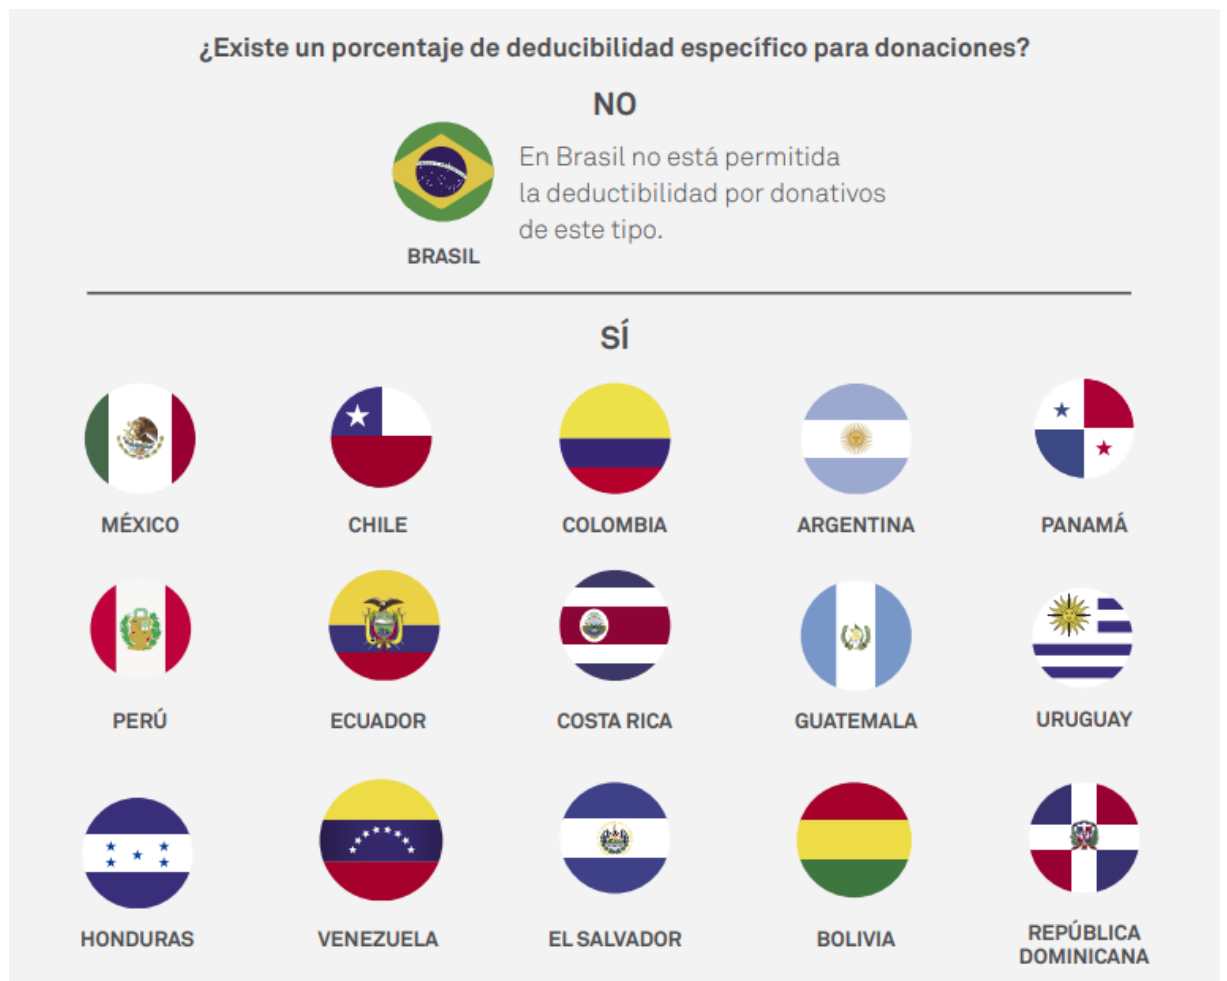 ¿Existe un porcentaje de deducibilidad específico para donaciones?
NO
En Brasil no está permitida
la deductibilidad por donativos
de este tipo.
BRASIL
SÍ
MÉXICO
CHILE
COLOMBIA
ARGENTINA
PANAMÁ
PERÚ
ECUADOR
COSTA RICA
GUATEMALA
URUGUAY
HONDURAS
VENEZUELA
EL SALVADOR
BOLIVIA
REPÚBLICA
DOMINICANA